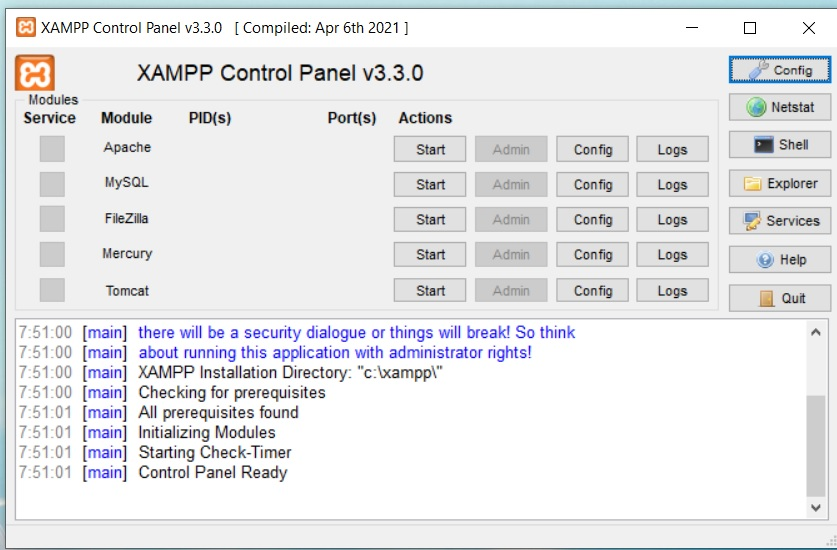 XAMPP Control Panel v3.3.0 [ Compiled: Apr 6th 2021 ]
XAMPP Control Panel v3.3.0
Config
Modules
Service Module PID(s) Port(s) Actions
Netstat
Apache Start Admin Config Logs
Shell
MySQL Start Admin Config Logs
Explorer
FileZilla Start Admin Config Logs
Services
Mercury Start Admin Config Logs
Help
Tomcat Start Admin Config Logs
Quit
7:51:00 [main] there will be a security dialogue or things will break! So think
7:51:00 [main] about running this application with administrator rights!
7:51:00 [main] XAMPP Installation Directory: "c:\xampp\"
7:51:00 [main] Checking for prerequisites
7:51:01 [main] All prerequisites found
7:51:01 [main] Initializing Modules
7:51:01 [main] Starting Check-Timer
7:51:01 [main] Control Panel Ready